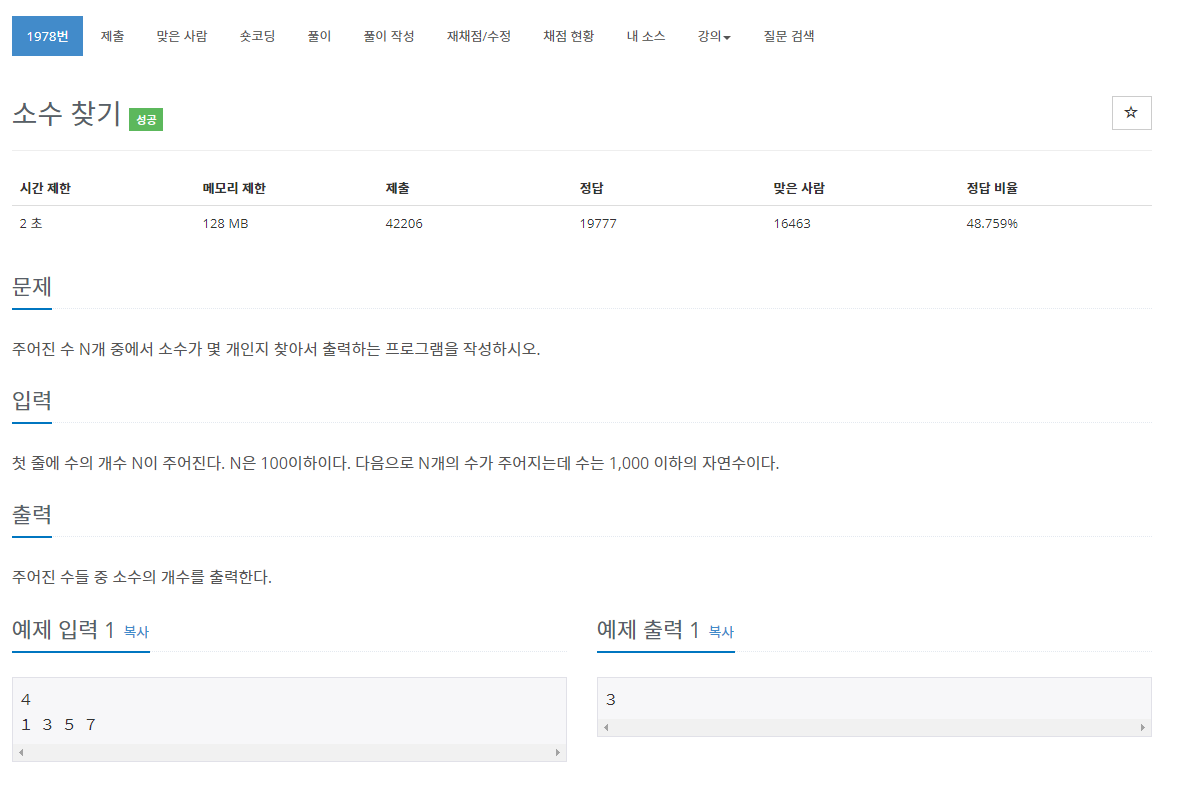 1978번 제출 맞은 사람 숏코딩 풀이 풀이 작성 재채점/수정 채점 현황 내 소스 강의 질문 검색
소수 찾기 성공
시간 제한 메모리 제한 제출 정답 맞은 사람 정답 비율
2 초 128 MB 42206 19777 16463 48.759%
문제
주어진 수 N개 중에서 소수가 몇 개인지 찾아서 출력하는 프로그램을 작성하시오.
입력
첫 줄에 수의 개수 N이 주어진다. N은 100이하이다. 다음으로 N개의 수가 주어지는데 수는 1,000 이하의 자연수이다.
출력
주어진 수들 중 소수의 개수를 출력한다.
예제 입력 1 복사
4
1 3 5 7
예제 출력 1 복사
3